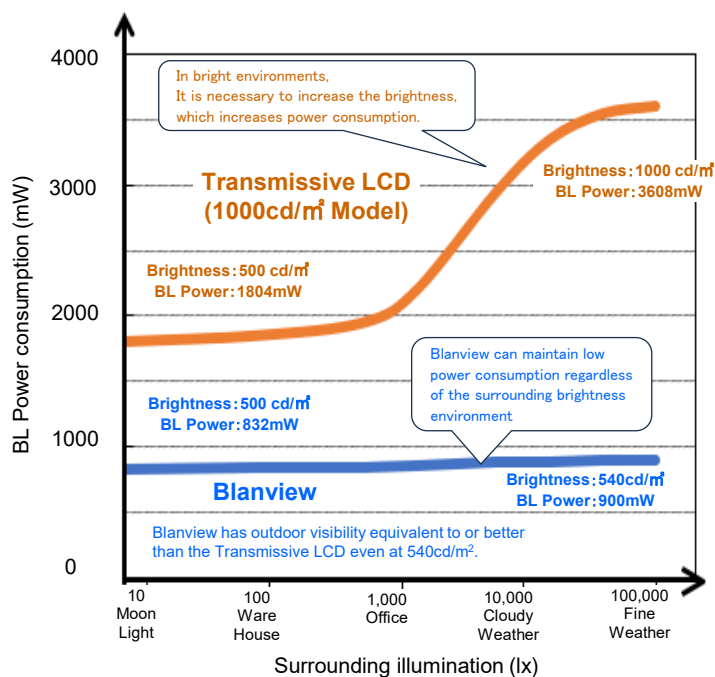 4000
In bright environments,
It is necessary to increase the brightness,
which increases power consumption.
3000
Transmissive LCD
(1000cd/㎡ Model)
Brightness：1000 cd/㎡
BL Power：3608mW
Brightness：500 cd/㎡
BL Power：1804mW
2000
Blanview can maintain low
power consumption regardless
of the surrounding brightness
environment
Brightness：500 cd/㎡
BL Power：832mW
1000
Blanview
Brightness：540cd/㎡
BL Power：900mW
Blanview has outdoor visibility equivalent to or better
than the Transmissive LCD even at 540cd/m².
0
BL Power consumption (mW)
10
Moon
Light
100
Ware
House
1,000
Office
10,000
Cloudy
Weather
100,000
Fine
Weather
Surrounding illumination (lx)